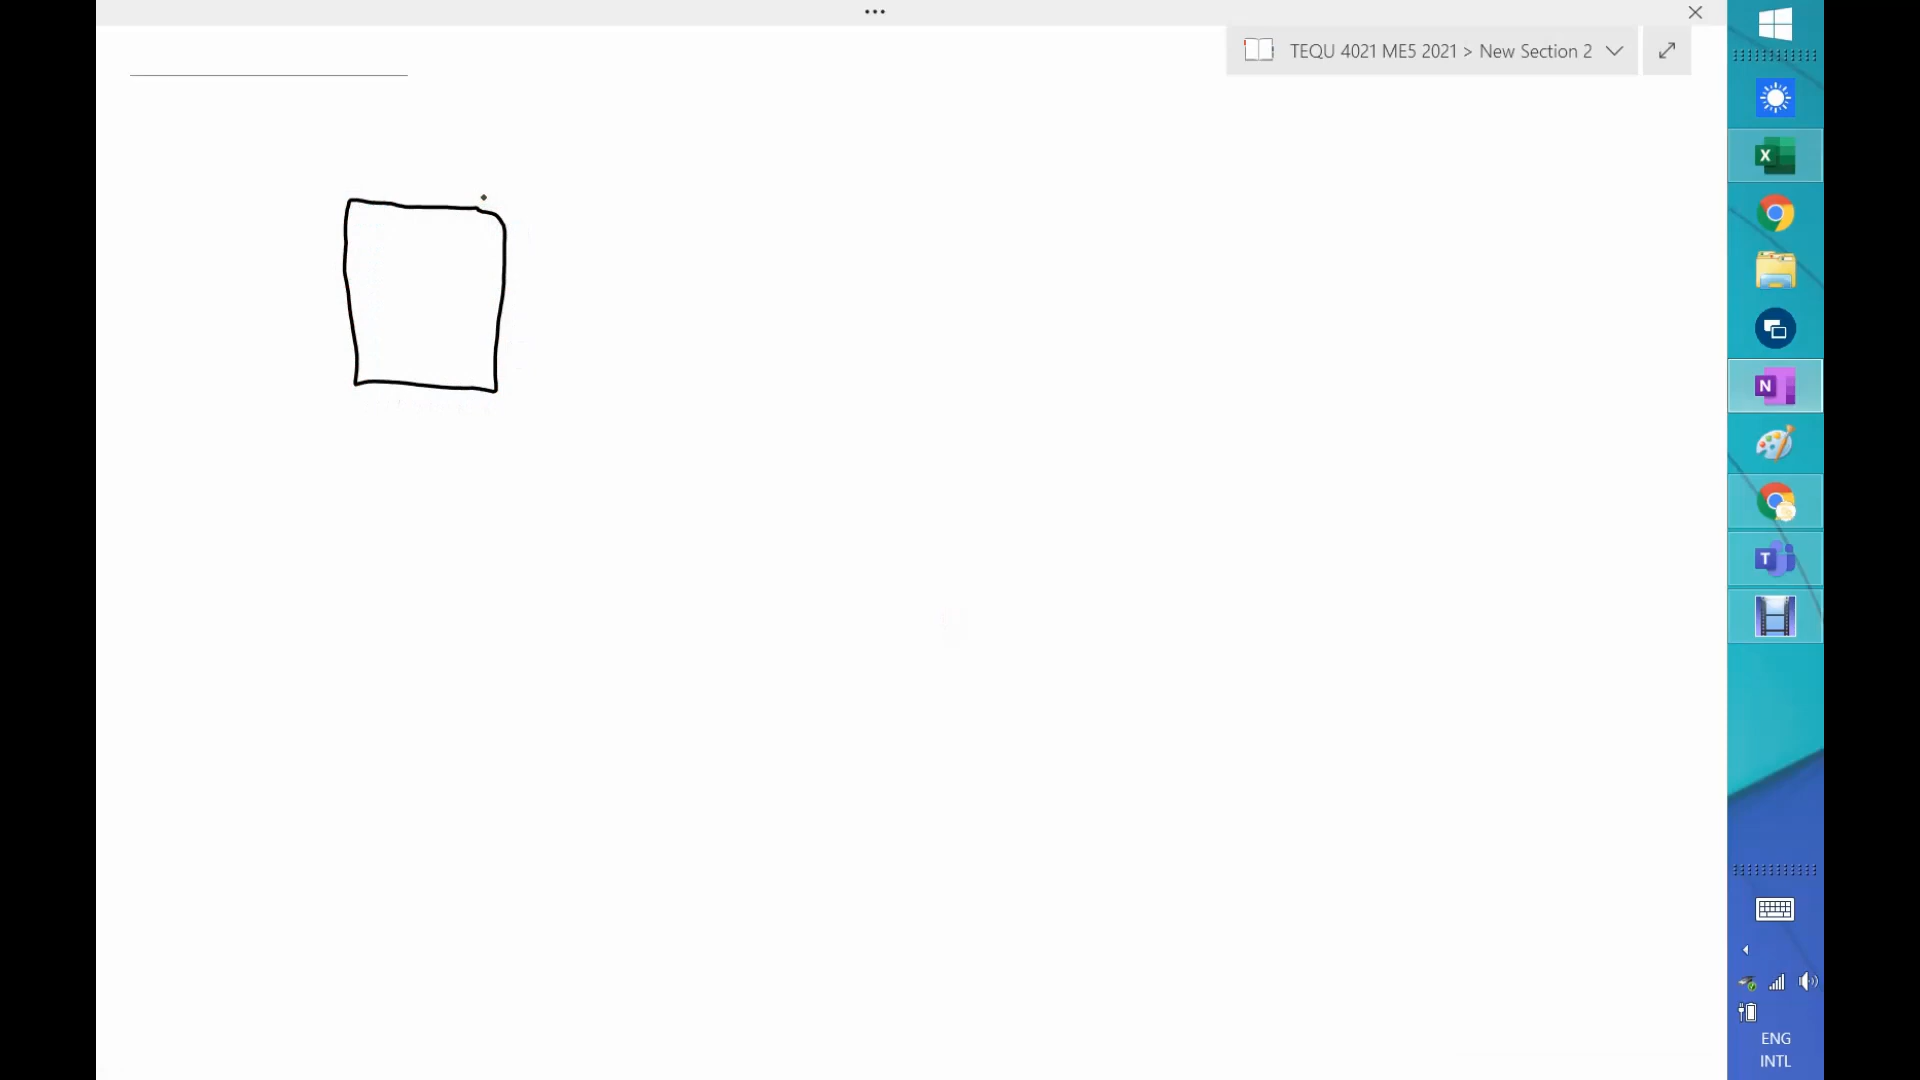 TEQU 4021 ME5 2021 > New Section 2
X
N
T
ENG
INTL